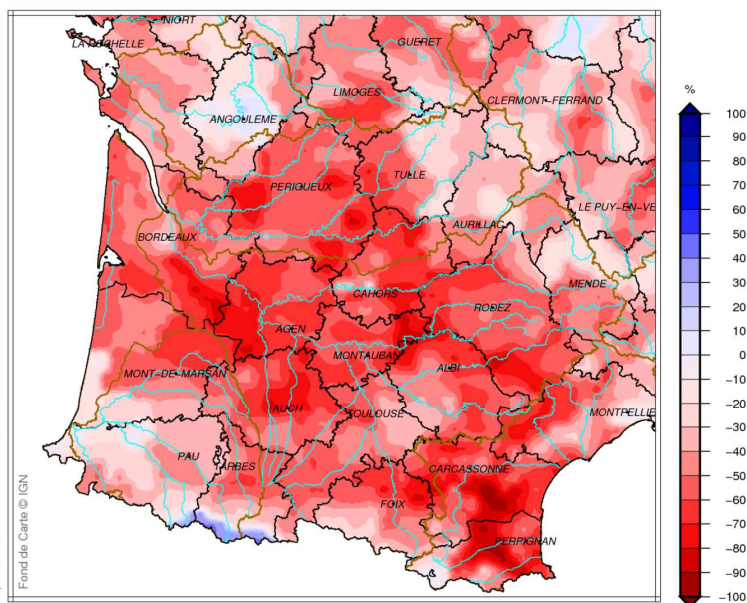 NIORT
LA ROCHELLE
GUERET
%
CLERMONT-FERRAND
LIMOGES
ANGOULEME
TULLE
PERIGUEUX
LE PUY-EN-VE
AURILLAC
BORDEAUX
MENDE
CAHORS
RODEZ
AGEN
MONTAUBAN
ALBI
MONT-DE-MARSAN
AUCH
TOULOUSE
MONTPELLIE
PAU
TARBES
CARCASSONNE
FOIX
PERPIGNAN
Fond de Carte © IGN
100
90
80
70
60
50
40
30
20
10
0
-10
-20
-30
-40
-50
-60
-70
-80
-90
-100